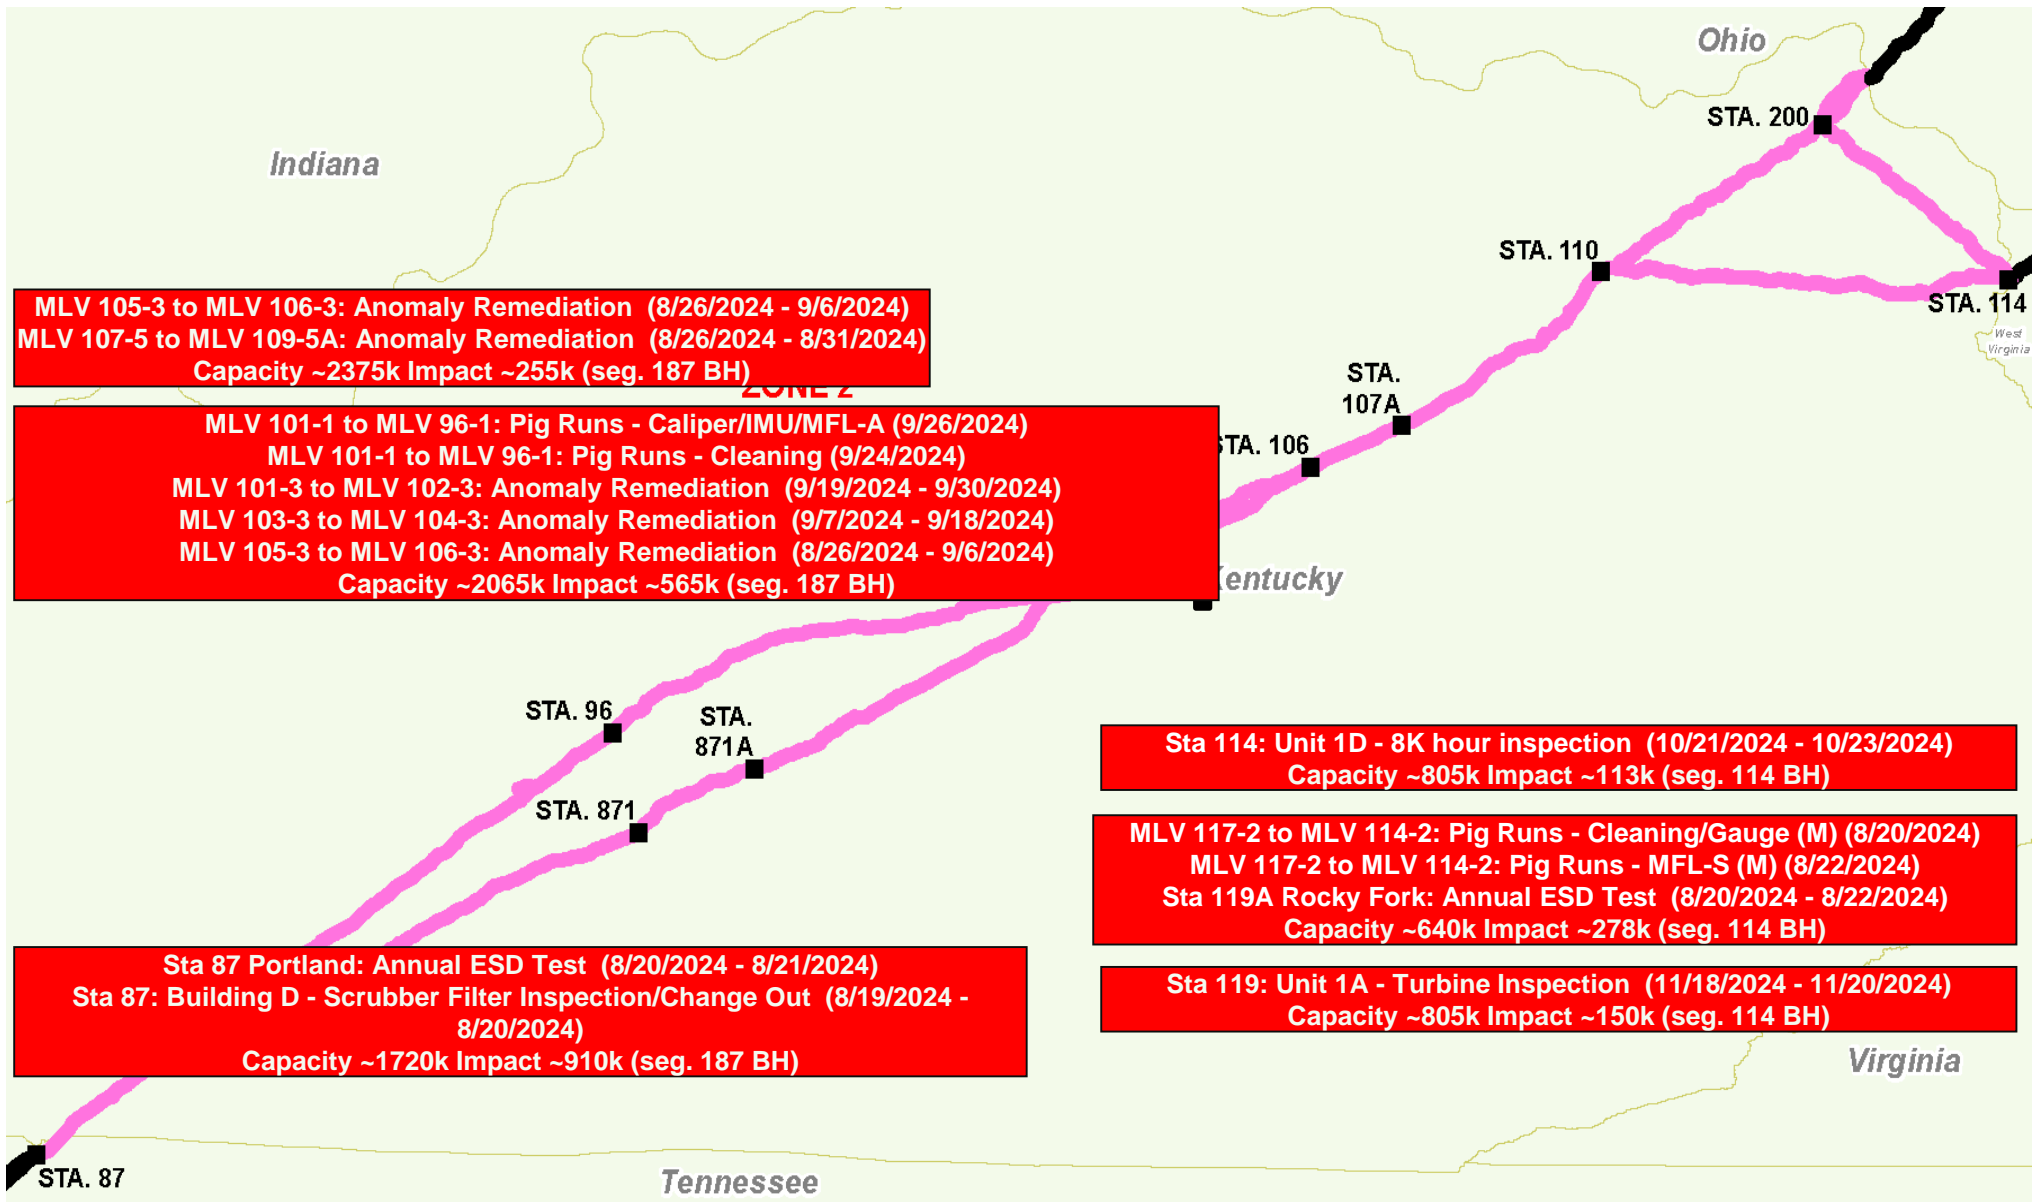 Ohio
STA. 200
Indiana
STA. 110
STA. 114
West
Virginia
MLV 105-3 to MLV 106-3: Anomaly Remediation (8/26/2024 - 9/6/2024)
MLV 107-5 to MLV 109-5A: Anomaly Remediation (8/26/2024 - 8/31/2024)
Capacity ~2375k Impact ~255k (seg. 187 BH)
ZONE 2
STA.
107A
STA. 106
MLV 101-1 to MLV 96-1: Pig Runs - Caliper/IMU/MFL-A (9/26/2024)
MLV 101-1 to MLV 96-1: Pig Runs - Cleaning (9/24/2024)
MLV 101-3 to MLV 102-3: Anomaly Remediation (9/19/2024 - 9/30/2024)
MLV 103-3 to MLV 104-3: Anomaly Remediation (9/7/2024 - 9/18/2024)
MLV 105-3 to MLV 106-3: Anomaly Remediation (8/26/2024 - 9/6/2024)
Capacity ~2065k Impact ~565k (seg. 187 BH)
Kentucky
STA. 96
STA.
871A
STA. 871
Sta 114: Unit 1D - 8K hour inspection (10/21/2024 - 10/23/2024)
Capacity ~805k Impact ~113k (seg. 114 BH)
MLV 117-2 to MLV 114-2: Pig Runs - Cleaning/Gauge (M) (8/20/2024)
MLV 117-2 to MLV 114-2: Pig Runs - MFL-S (M) (8/22/2024)
Sta 119A Rocky Fork: Annual ESD Test (8/20/2024 - 8/22/2024)
Capacity ~640k Impact ~278k (seg. 114 BH)
Sta 87 Portland: Annual ESD Test (8/20/2024 - 8/21/2024)
Sta 87: Building D - Scrubber Filter Inspection/Change Out (8/19/2024 -
8/20/2024)
Capacity ~1720k Impact ~910k (seg. 187 BH)
Sta 119: Unit 1A - Turbine Inspection (11/18/2024 - 11/20/2024)
Capacity ~805k Impact ~150k (seg. 114 BH)
Virginia
STA. 87
Tennessee